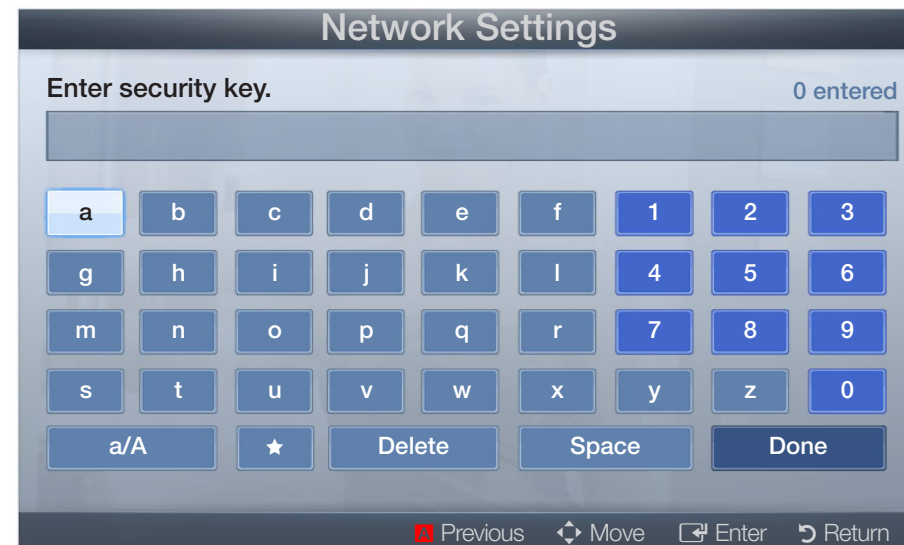 Network Settings
Enter security key.
0 entered
a b c d e f 1 2 3
g h i j k l 4 5 6
m n o p q r 7 8 9
s t u v w x y z 0
a/A ★ Delete Space Done
A Previous Move Enter Return